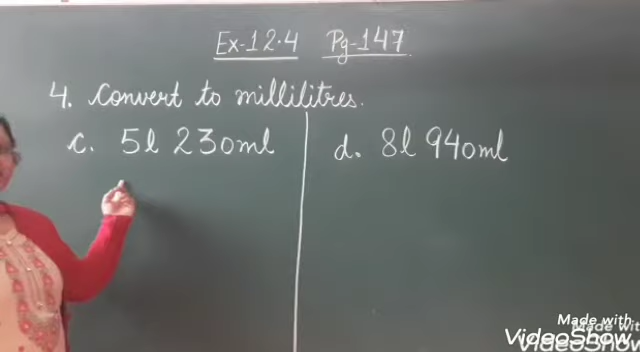 Ex-12.4 Pg-147
4. Convert to millilitres.
c. 5l 230ml
d. 8l 940ml
Made with
VideoShow